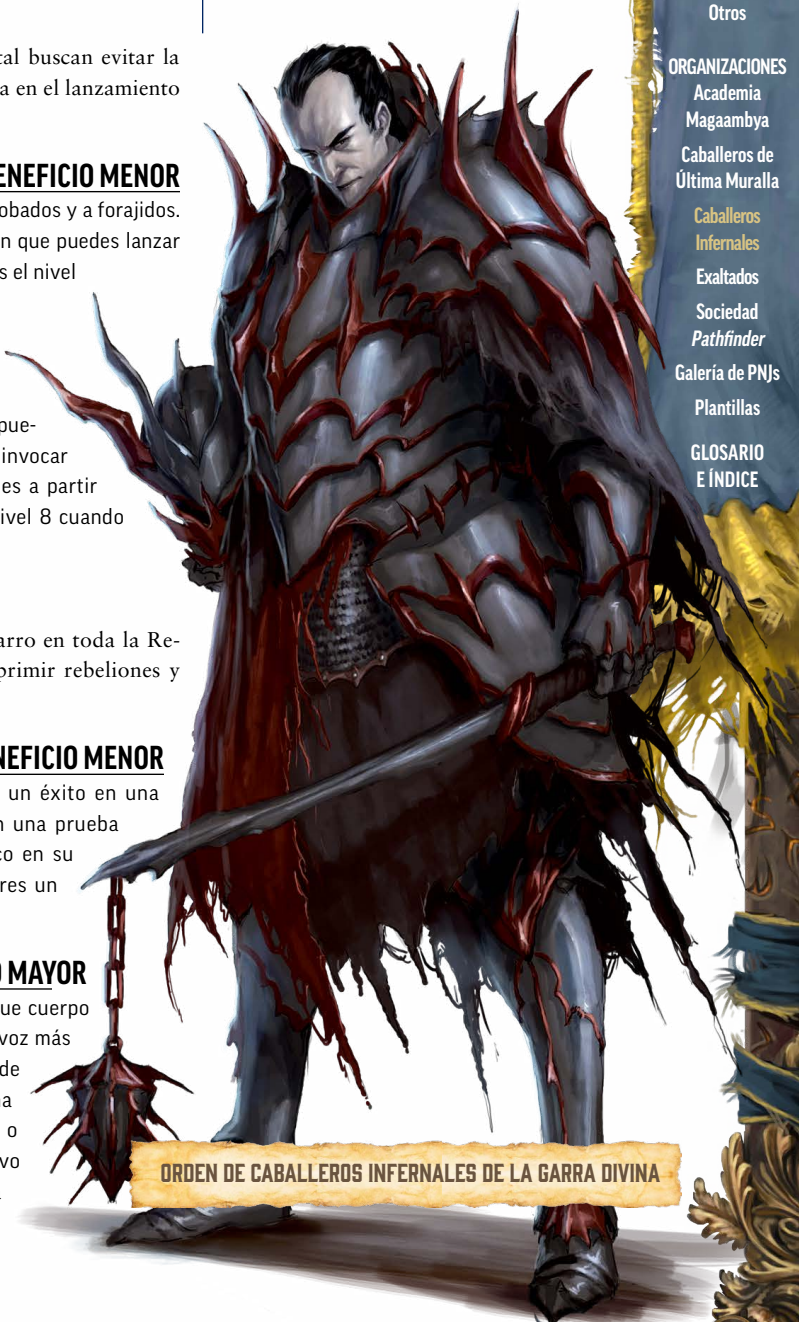 tal buscan evitar la
a en el lanzamiento
ENEFICIO MENOR
obados y a forajidos.
n que puedes lanzar
s el nivel
pue-
invocar
es a partir
ivel 8 cuando
arro en toda la Re-
primir rebeliones y
NEFICIO MENOR
un éxito en una
n una prueba
co en su
res un
O MAYOR
ue cuerpo
voz más
de
na
o
vo
ORDEN DE CABALLEROS INFERNALES DE LA GARRA DIVINA
Otros
ORGANIZACIONES
Academia
Magaambya
Caballeros de
Última Muralla
Caballeros
Infernales
Exaltados
Sociedad
Pathfinder
Galería de PNJs
Plantillas
GLOSARIO
E ÍNDICE